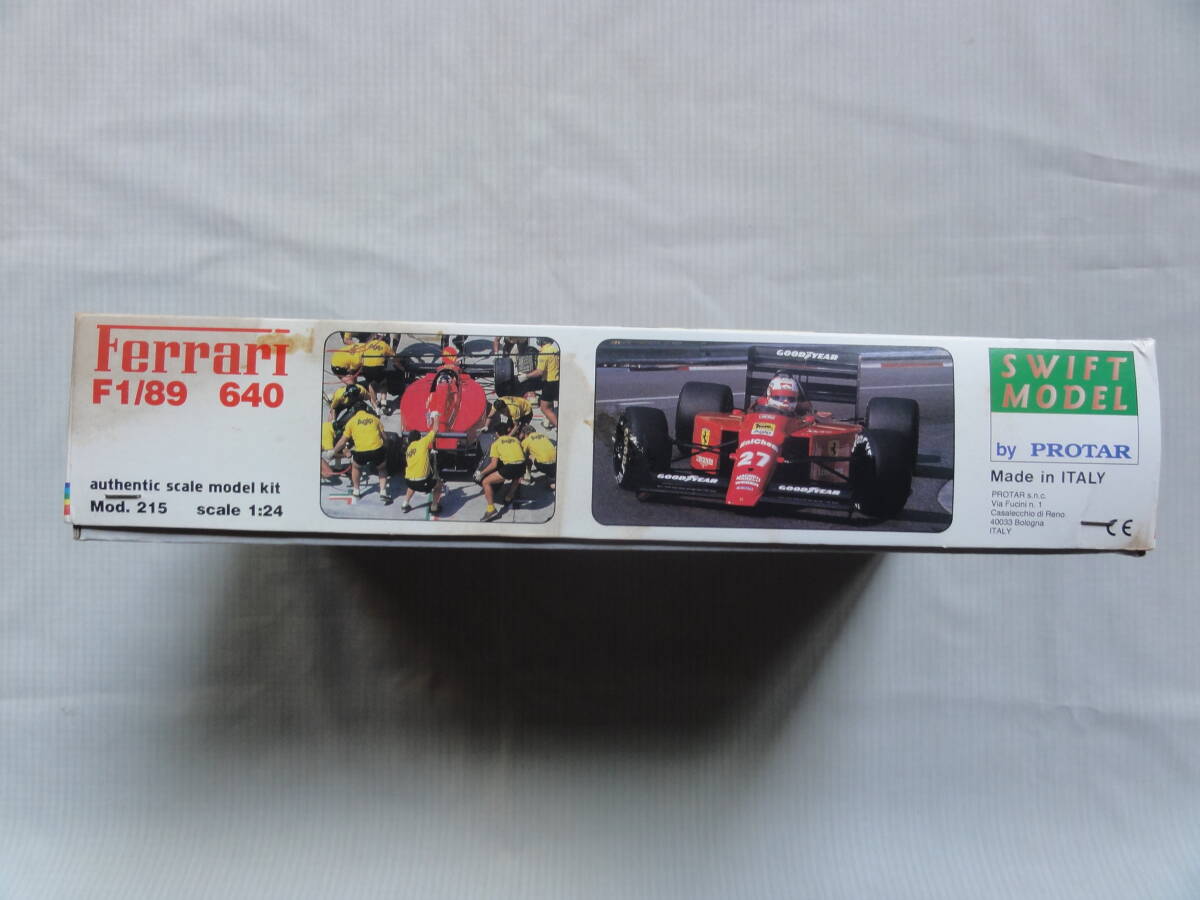 Ferrari
F1/89 640
authentic scale model kit
Mod. 215 scale 1:24
GOODYEAR
27
GOODYEAR
SWIFT
MODEL
by PROTAR
Made in ITALY
PROTAR s.n.c.
Via Fucini n. 1
Casalecchio di Reno
40033 Bologna
ITALY
CE